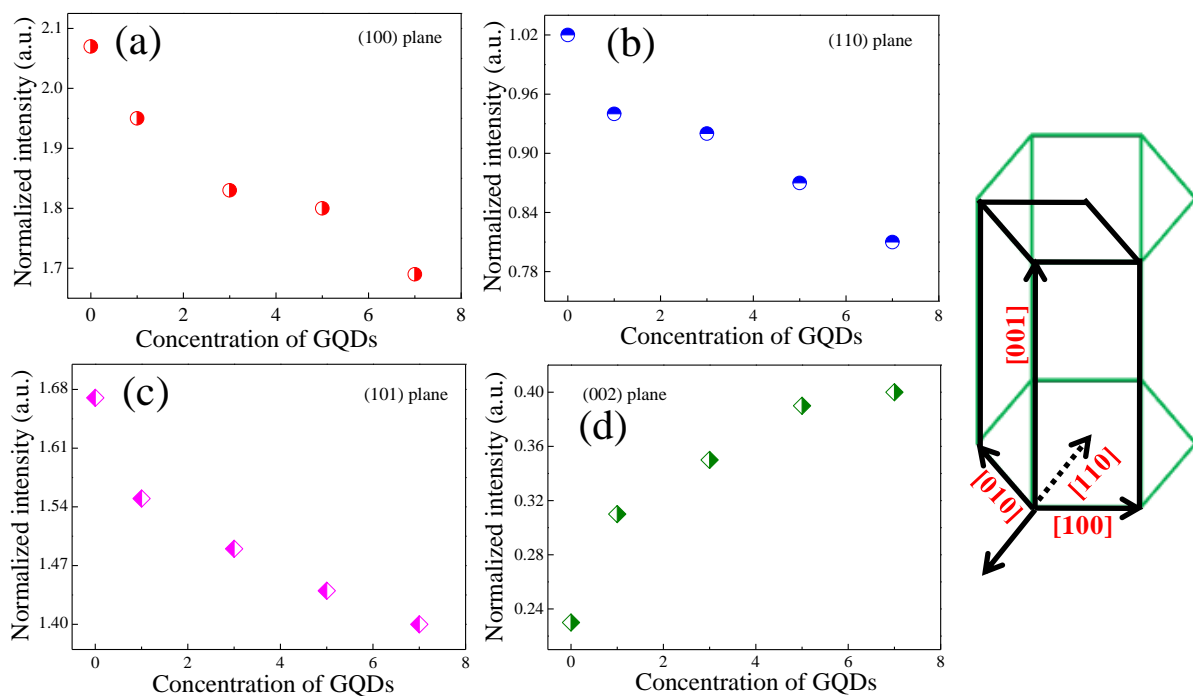 (a)
(100) plane
Normalized intensity (a.u.)
2.1
2.0
1.9
1.8
1.7
0 2 4 6 8
Concentration of GQDs
(b)
(110) plane
Normalized intensity (a.u.)
1.02
0.96
0.90
0.84
0.78
0 2 4 6 8
Concentration of GQDs
(c)
(101) plane
Normalized intensity (a.u.)
1.68
1.61
1.54
1.47
1.40
0 2 4 6 8
Concentration of GQDs
(002) plane
(d)
Normalized intensity (a.u.)
0.40
0.36
0.32
0.28
0.24
0 2 4 6 8
Concentration of GQDs
[001]
[010]
[110]
[100]